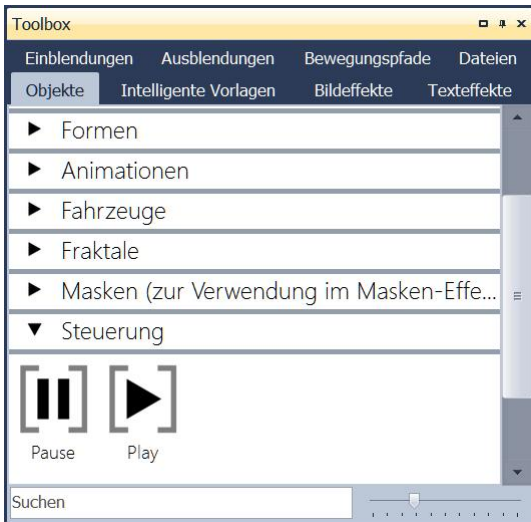 Toolbox
Einblendungen Ausblendungen Bewegungspfade Dateien
Objekte Intelligente Vorlagen Bildeffekte Texteffekte
Formen
Animationen
Fahrzeuge
Fraktale
Masken (zur Verwendung im Masken-Effe...
Steuerung
Pause Play
Suchen